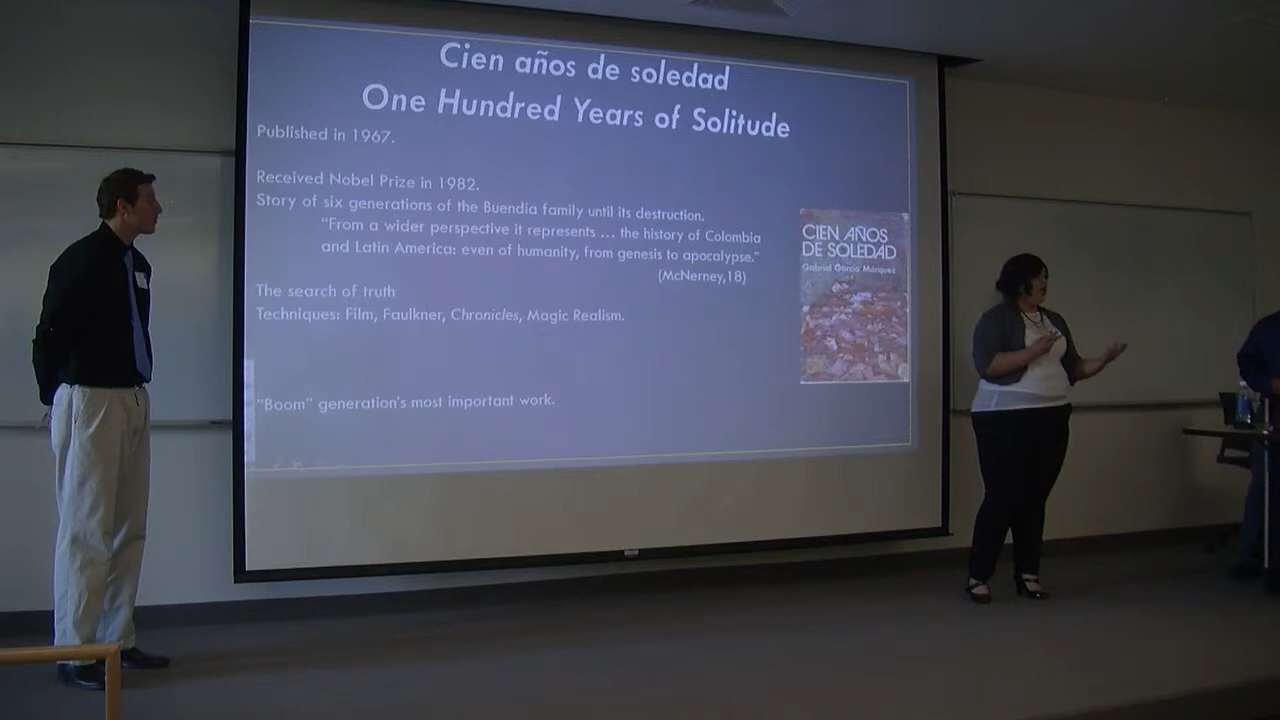 Cien años de soledad
One Hundred Years of Solitude
Published in 1967.
Received Nobel Prize in 1982.
Story of six generations of the Buendia family until its destruction.
"From a wider perspective it represents ... the history of Colombia
and Latin America: even of humanity, from genesis to apocalypse."
(McNerney,18)
The search of truth
Techniques: Film, Faulkner, Chronicles, Magic Realism.
"Boom" generation's most important work.
CIEN AÑOS
DE SOLEDAD
Gabriel García Márquez